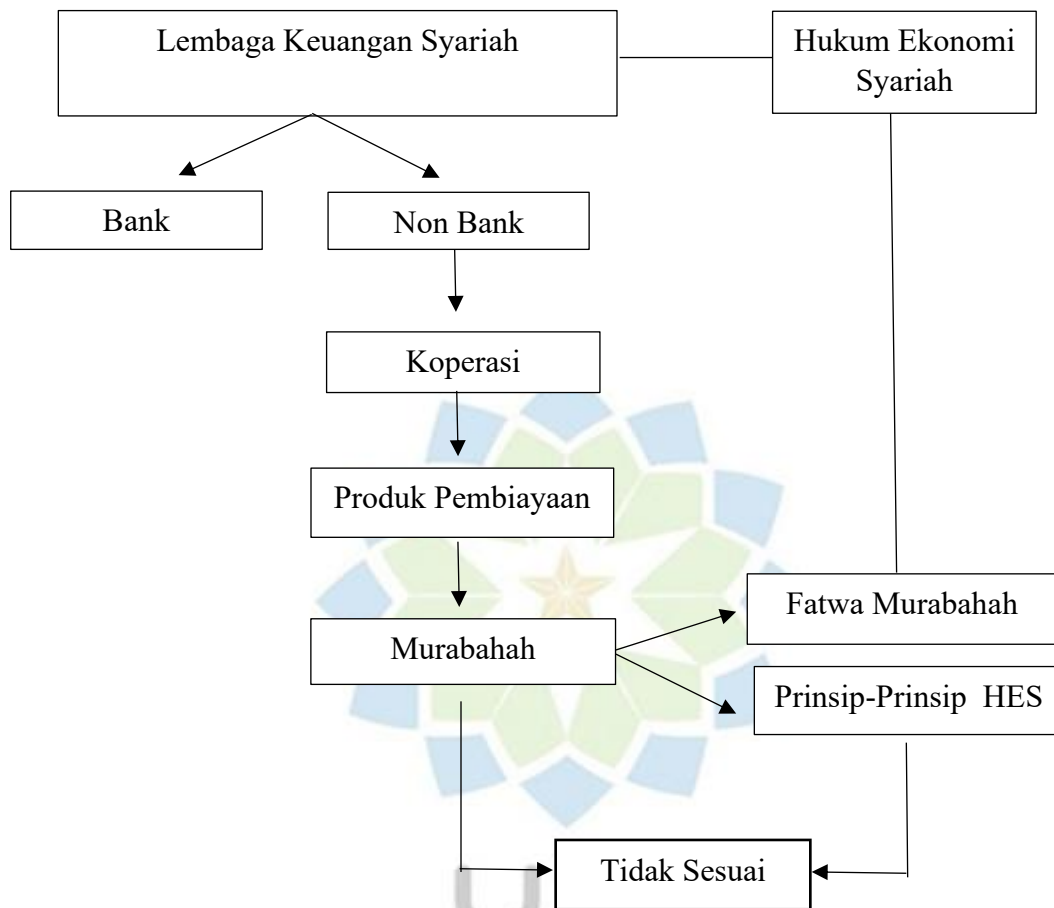 Lembaga Keuangan Syariah
Hukum Ekonomi
Syariah
Bank
Non Bank
Koperasi
Produk Pembiayaan
Murabahah
Fatwa Murabahah
Prinsip-Prinsip HES
Tidak Sesuai